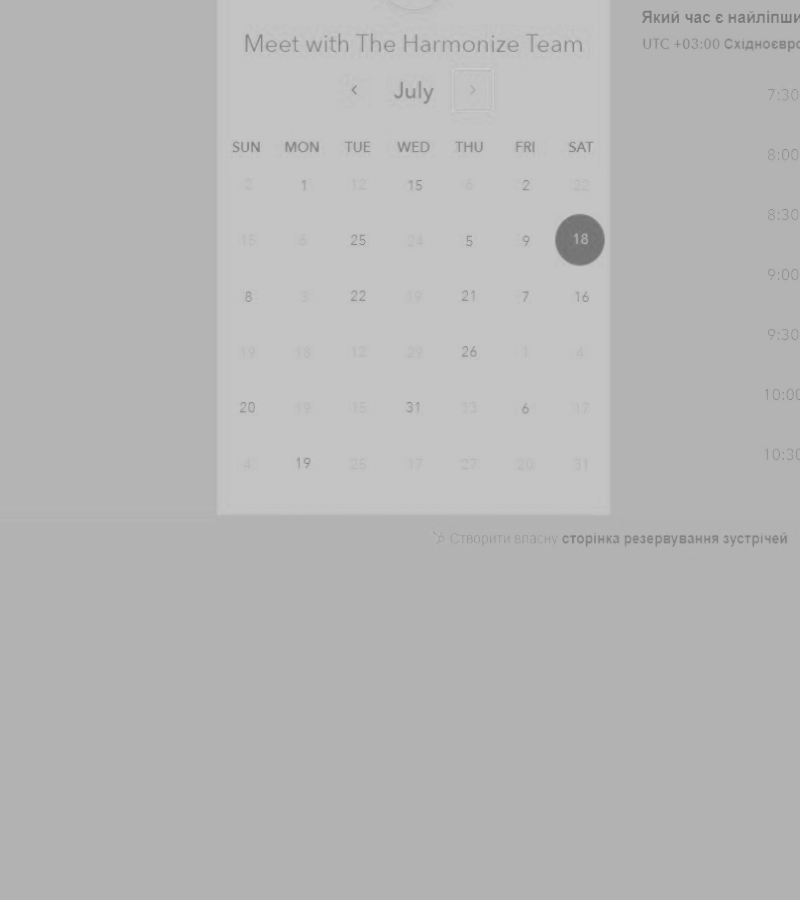 Meet with The Harmonize Team
July
SUN MON TUE WED THU FRI SAT
2 1 12 15 6 2 22
15 6 25 24 5 9 18
8 3 22 19 21 7 16
19 18 12 29 26 1 4
20 19 15 31 13 6 17
4 19 25 17 27 20 31
Який час є
UTC +03:00
7:30
8:00
8:30
9:00
9:30
10:00
10:30
Створити власну сторінка резервування зустрічей